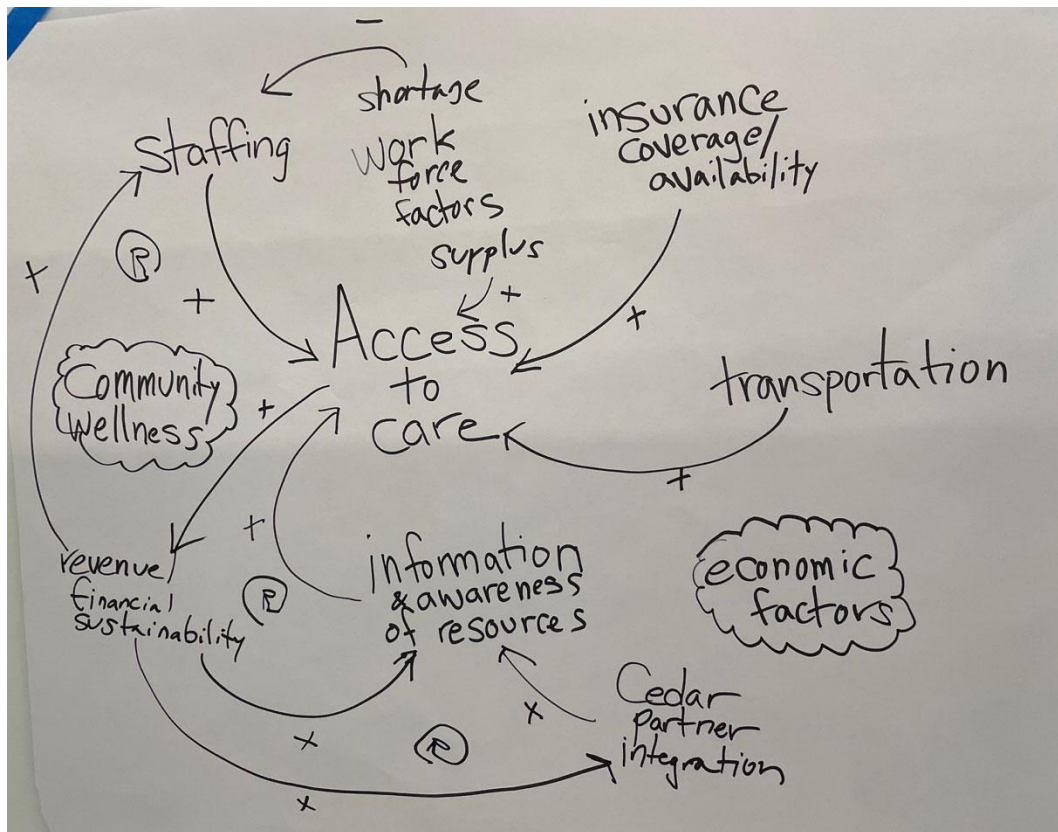 −
shortage
staffing
work
force
factors
surplus
+
insurance
coverage/
availability
+
R
+
+
Access
to
care
transportation
+
Community
wellness
+
+
revenue/
financial
sustainability
R
information
& awareness
of resources
economic
factors
+
+
R
+
Cedar
partner
integration